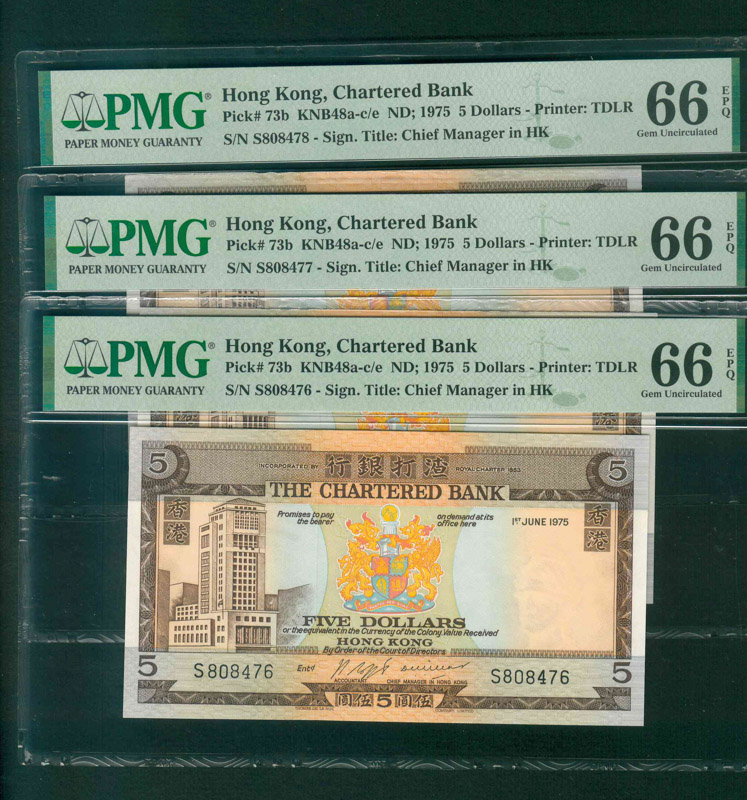 PMG®
PAPER MONEY GUARANTY
Hong Kong, Chartered Bank
Pick# 73b KNB48a-c/e ND; 1975 5 Dollars - Printer: TDLR
S/N S808478 - Sign. Title: Chief Manager in HK
66
EPQ
Gem Uncirculated
PMG®
PAPER MONEY GUARANTY
Hong Kong, Chartered Bank
Pick# 73b KNB48a-c/e ND; 1975 5 Dollars - Printer: TDLR
S/N S808477 - Sign. Title: Chief Manager in HK
66
EPQ
Gem Uncirculated
PMG®
PAPER MONEY GUARANTY
Hong Kong, Chartered Bank
Pick# 73b KNB48a-c/e ND; 1975 5 Dollars - Printer: TDLR
S/N S808476 - Sign. Title: Chief Manager in HK
66
EPQ
Gem Uncirculated
5
INCORPORATED BY 行銀打渣 ROYAL CHARTER 1853
5
THE CHARTERED BANK
香港
Promises to pay the bearer
on demand at its office here
1ST JUNE 1975
香港
FIVE DOLLARS
or the equivalent in the Currency of the Colony. Value Received
HONG KONG
By Order of the Court of Directors
5
S808476
Entd
S808476
5
ACCOUNTANT
CHIEF MANAGER IN HONG KONG
圓伍5圓伍